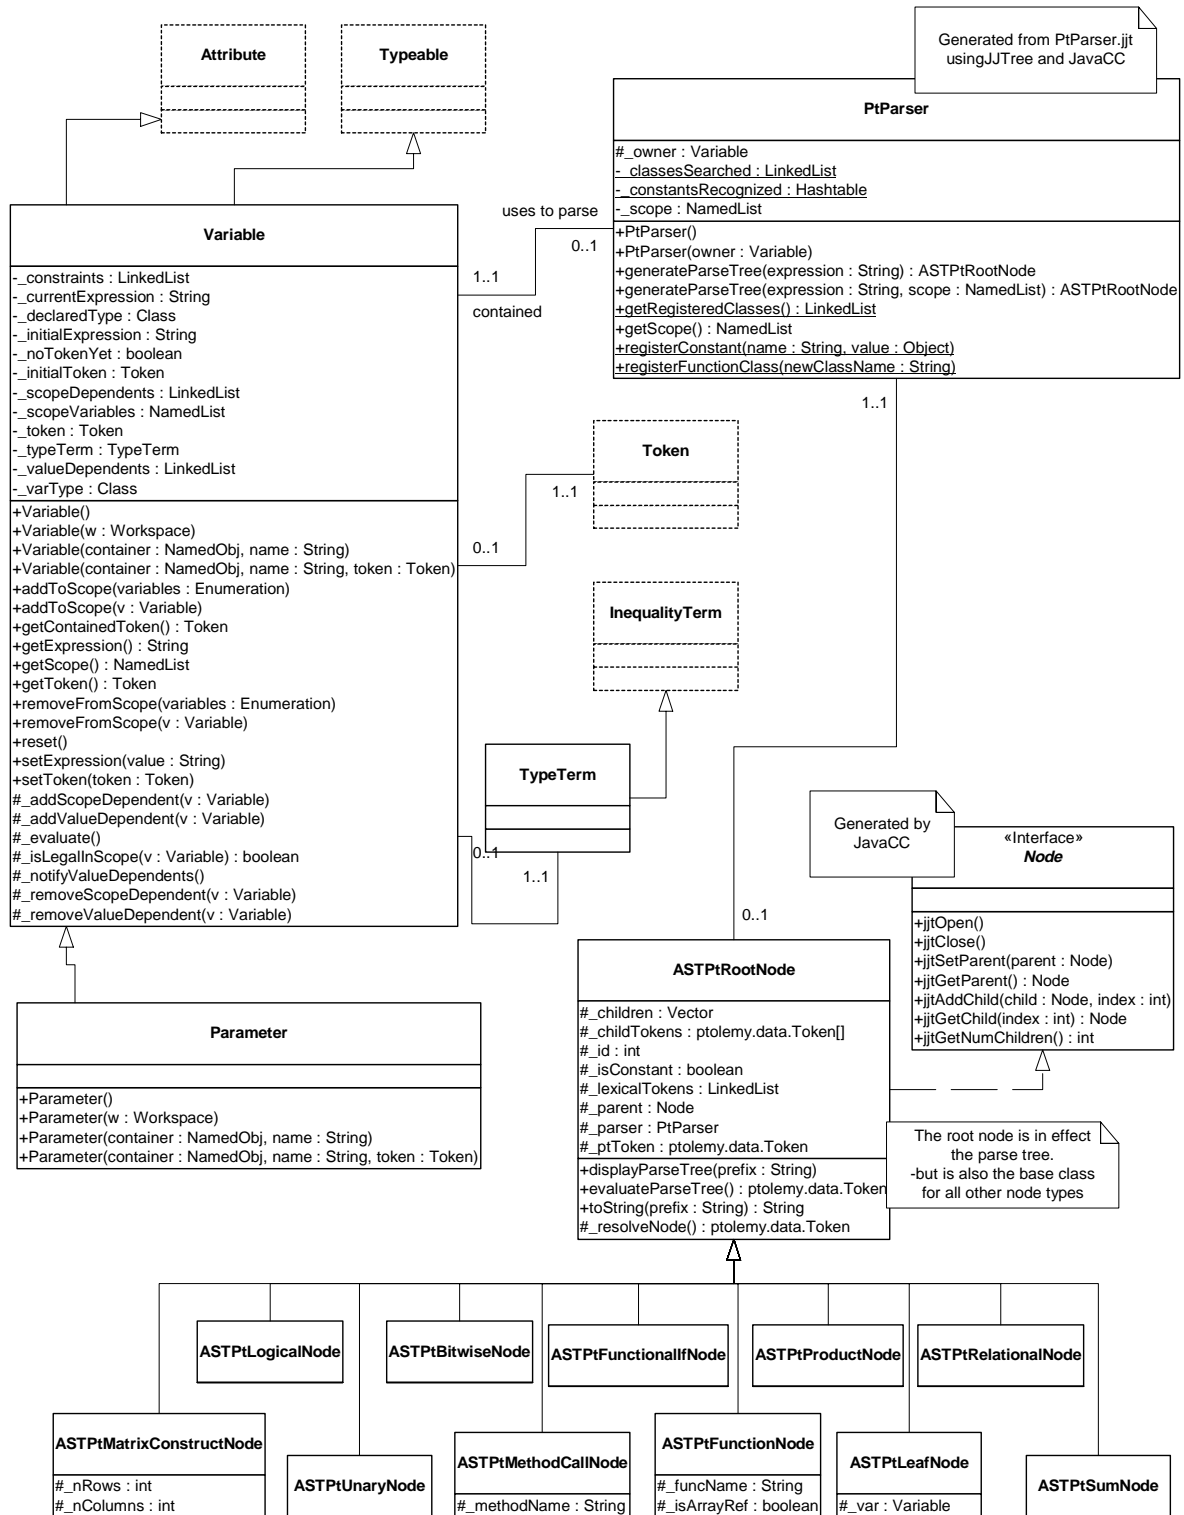 Attribute
Typeable
Generated from PtParser.jjt
usingJJTree and JavaCC
PtParser
#_owner : Variable
-_classesSearched : LinkedList
-_constantsRecognized : Hashtable
-_scope : NamedList
+PtParser()
+PtParser(owner : Variable)
+generateParseTree(expression : String) : ASTPtRootNode
+generateParseTree(expression : String, scope : NamedList) : ASTPtRootNode
+getRegisteredClasses() : LinkedList
+getScope() : NamedList
+registerConstant(name : String, value : Object)
+registerFunctionClass(newClassName : String)
uses to parse
0..1
1..1
contained
1..1
Variable
-_constraints : LinkedList
-_currentExpression : String
-_declaredType : Class
-_initialExpression : String
-_noTokenYet : boolean
-_initialToken : Token
-_scopeDependents : LinkedList
-_scopeVariables : NamedList
-_token : Token
-_typeTerm : TypeTerm
-_valueDependents : LinkedList
-_varType : Class
+Variable()
+Variable(w : Workspace)
+Variable(container : NamedObj, name : String)
+Variable(container : NamedObj, name : String, token : Token)
+addToScope(variables : Enumeration)
+addToScope(v : Variable)
+getContainedToken() : Token
+getExpression() : String
+getScope() : NamedList
+getToken() : Token
+removeFromScope(variables : Enumeration)
+removeFromScope(v : Variable)
+reset()
+setExpression(value : String)
+setToken(token : Token)
#_addScopeDependent(v : Variable)
#_addValueDependent(v : Variable)
#_evaluate()
#_isLegalInScope(v : Variable) : boolean
#_notifyValueDependents()
#_removeScopeDependent(v : Variable)
#_removeValueDependent(v : Variable)
Token
1..1
0..1
InequalityTerm
TypeTerm
0..1
1..1
Generated by
JavaCC
«Interface»
Node
+jjtOpen()
+jjtClose()
+jjtSetParent(parent : Node)
+jjtGetParent() : Node
+jjtAddChild(child : Node, index : int)
+jjtGetChild(index : int) : Node
+jjtGetNumChildren() : int
0..1
ASTPtRootNode
#_children : Vector
#_childTokens : ptolemy.data.Token[]
#_id : int
#_isConstant : boolean
#_lexicalTokens : LinkedList
#_parent : Node
#_parser : PtParser
#_ptToken : ptolemy.data.Token
+displayParseTree(prefix : String)
+evaluateParseTree() : ptolemy.data.Token
+toString(prefix : String) : String
#_resolveNode() : ptolemy.data.Token
The root node is in effect
the parse tree.
-but is also the base class
for all other node types
Parameter
+Parameter()
+Parameter(w : Workspace)
+Parameter(container : NamedObj, name : String)
+Parameter(container : NamedObj, name : String, token : Token)
ASTPtLogicalNode
ASTPtBitwiseNode
ASTPtFunctionalIfNode
ASTPtProductNode
ASTPtRelationalNode
ASTPtMatrixConstructNode
#_nRows : int
#_nColumns : int
ASTPtUnaryNode
ASTPtMethodCallNode
#_methodName : String
ASTPtFunctionNode
#_funcName : String
#_isArrayRef : boolean
ASTPtLeafNode
#_var : Variable
ASTPtSumNode